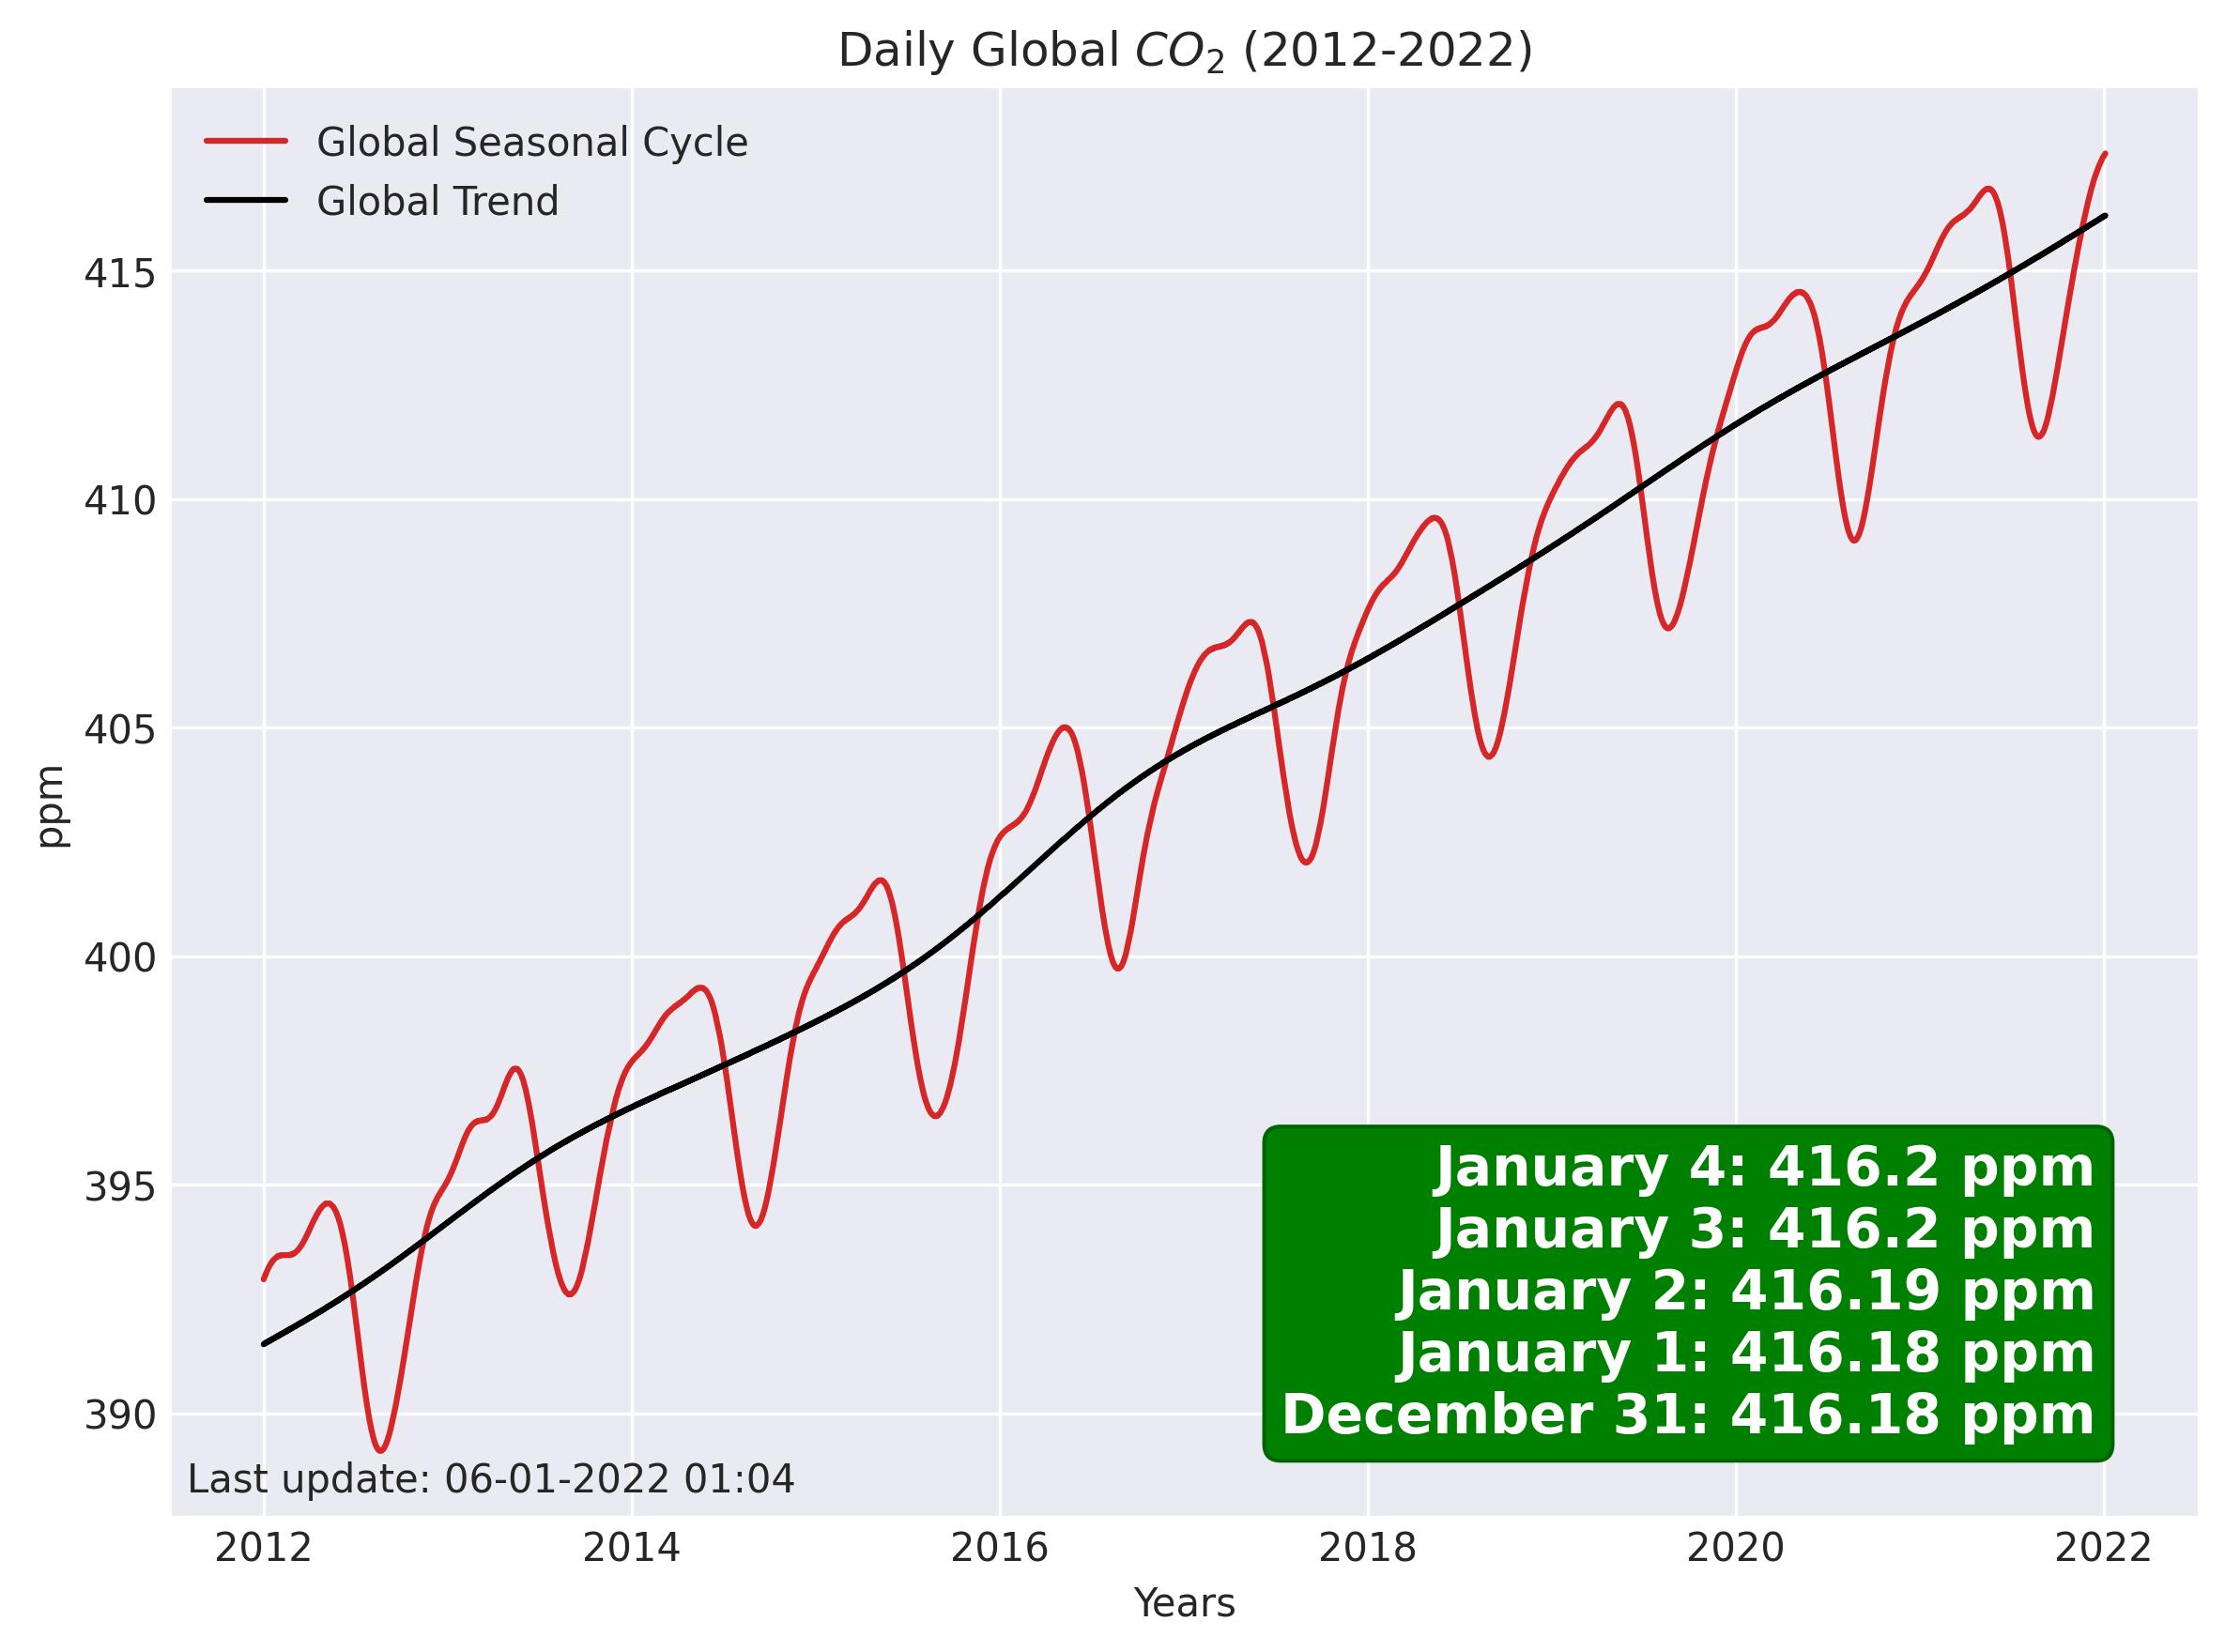 Daily Global CO₂ (2012-2022)
Global Seasonal Cycle
Global Trend
415
410
405
400
395
390
ppm
January 4: 416.2 ppm
January 3: 416.2 ppm
January 2: 416.19 ppm
January 1: 416.18 ppm
December 31: 416.18 ppm
Last update: 06-01-2022 01:04
2012 2014 2016 2018 2020 2022
Years